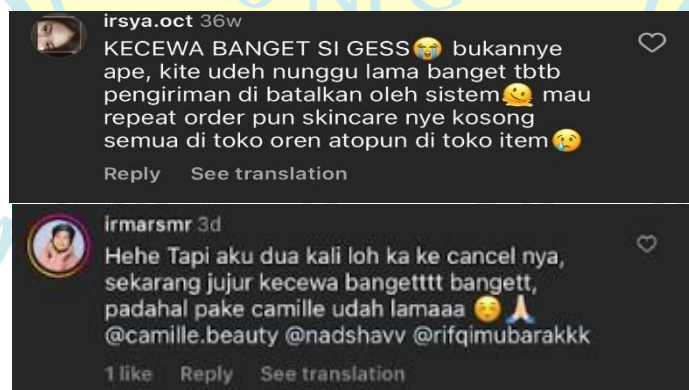 irsya.oct 36w
KECEWA BANGET SI GESS😭 bukannye
ape, kite udeh nunggu lama banget tbtb
pengiriman di batalkan oleh sistem🫠 mau
repeat order pun skincare nye kosong
semua di toko oren atopun di toko item😢
Reply See translation
irmarsmr 3d
Hehe Tapi aku dua kali loh ka ke cancel nya,
sekarang jujur kecewa bangetttt bangett,
padahal pake camille udah lamaaa ☺️🙏🏻
@camille.beauty @nadshavv @rifqimubarakkk
1 like Reply See translation